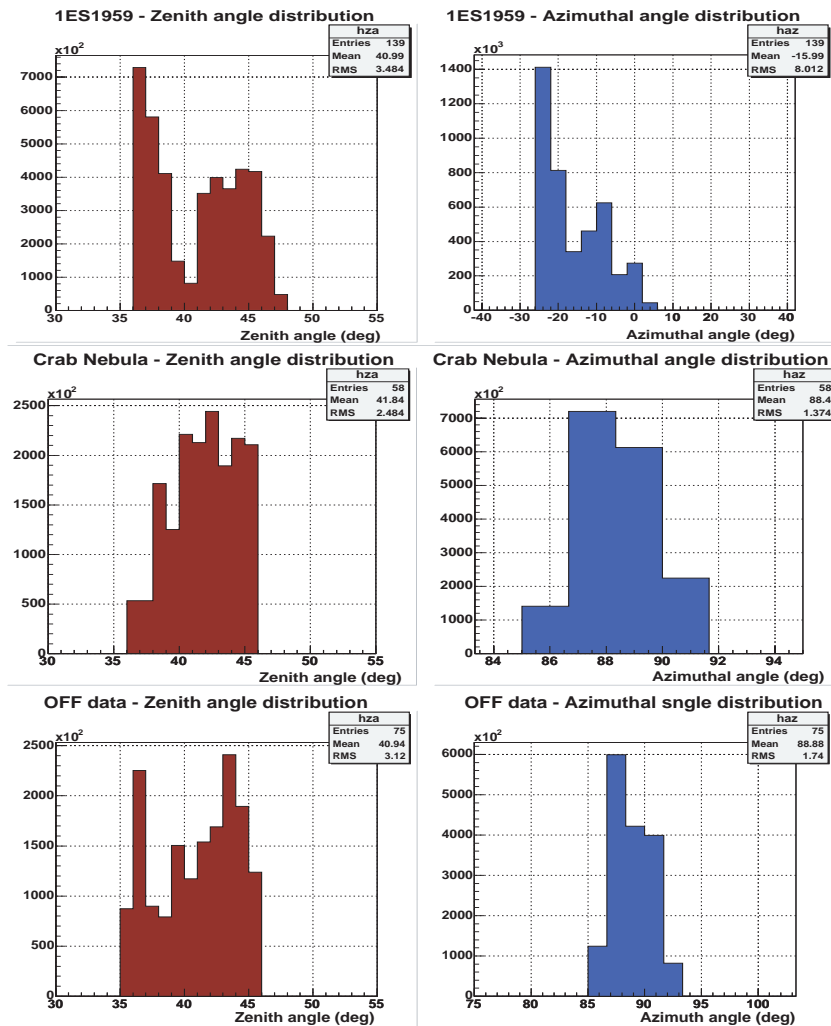 1ES1959 - Zenith angle distribution
hza
Entries 139
Mean 40.99
RMS 3.484
×10²
7000
6000
5000
4000
3000
2000
1000
0
30 35 40 45 50 55
Zenith angle (deg)
1ES1959 - Azimuthal angle distribution
haz
Entries 139
Mean -15.99
RMS 8.012
×10³
1400
1200
1000
800
600
400
200
0
-40 -30 -20 -10 0 10 20 30 40
Azimuthal angle (deg)
Crab Nebula - Zenith angle distribution
hza
Entries 58
Mean 41.84
RMS 2.484
×10²
2500
2000
1500
1000
500
0
30 35 40 45 50 55
Zenith angle (deg)
Crab Nebula - Azimuthal angle distribution
haz
Entries 58
Mean 88.4
RMS 1.374
×10²
7000
6000
5000
4000
3000
2000
1000
0
84 86 88 90 92 94
Azimuthal angle (deg)
OFF data - Zenith angle distribution
hza
Entries 75
Mean 40.94
RMS 3.12
×10²
2500
2000
1500
1000
500
0
30 35 40 45 50 55
Zenith angle (deg)
OFF data - Azimuthal sngle distribution
haz
Entries 75
Mean 88.88
RMS 1.74
×10²
6000
5000
4000
3000
2000
1000
0
75 80 85 90 95 100
Azimuth angle (deg)